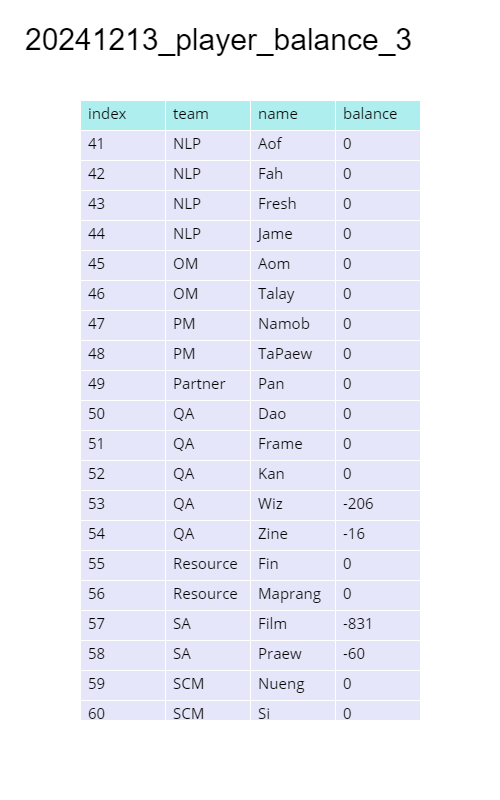 20241213_player_balance_3
index team name balance
41 NLP Aof 0
42 NLP Fah 0
43 NLP Fresh 0
44 NLP Jame 0
45 OM Aom 0
46 OM Talay 0
47 PM Namob 0
48 PM TaPaew 0
49 Partner Pan 0
50 QA Dao 0
51 QA Frame 0
52 QA Kan 0
53 QA Wiz -206
54 QA Zine -16
55 Resource Fin 0
56 Resource Maprang 0
57 SA Film -831
58 SA Praew -60
59 SCM Nueng 0
60 SCM Si 0